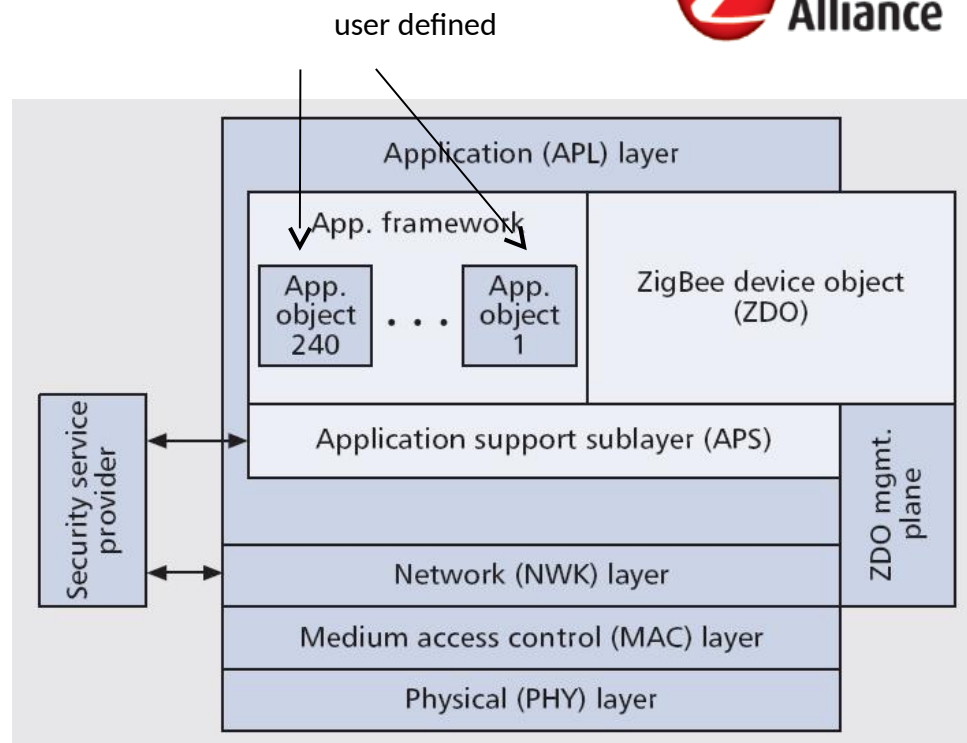 user defined
Alliance
Application (APL) layer
App. framework
App.
object
240
. . .
App.
object
1
ZigBee device object
(ZDO)
Security service
provider
Application support sublayer (APS)
ZDO mgmt.
plane
Network (NWK) layer
Medium access control (MAC) layer
Physical (PHY) layer